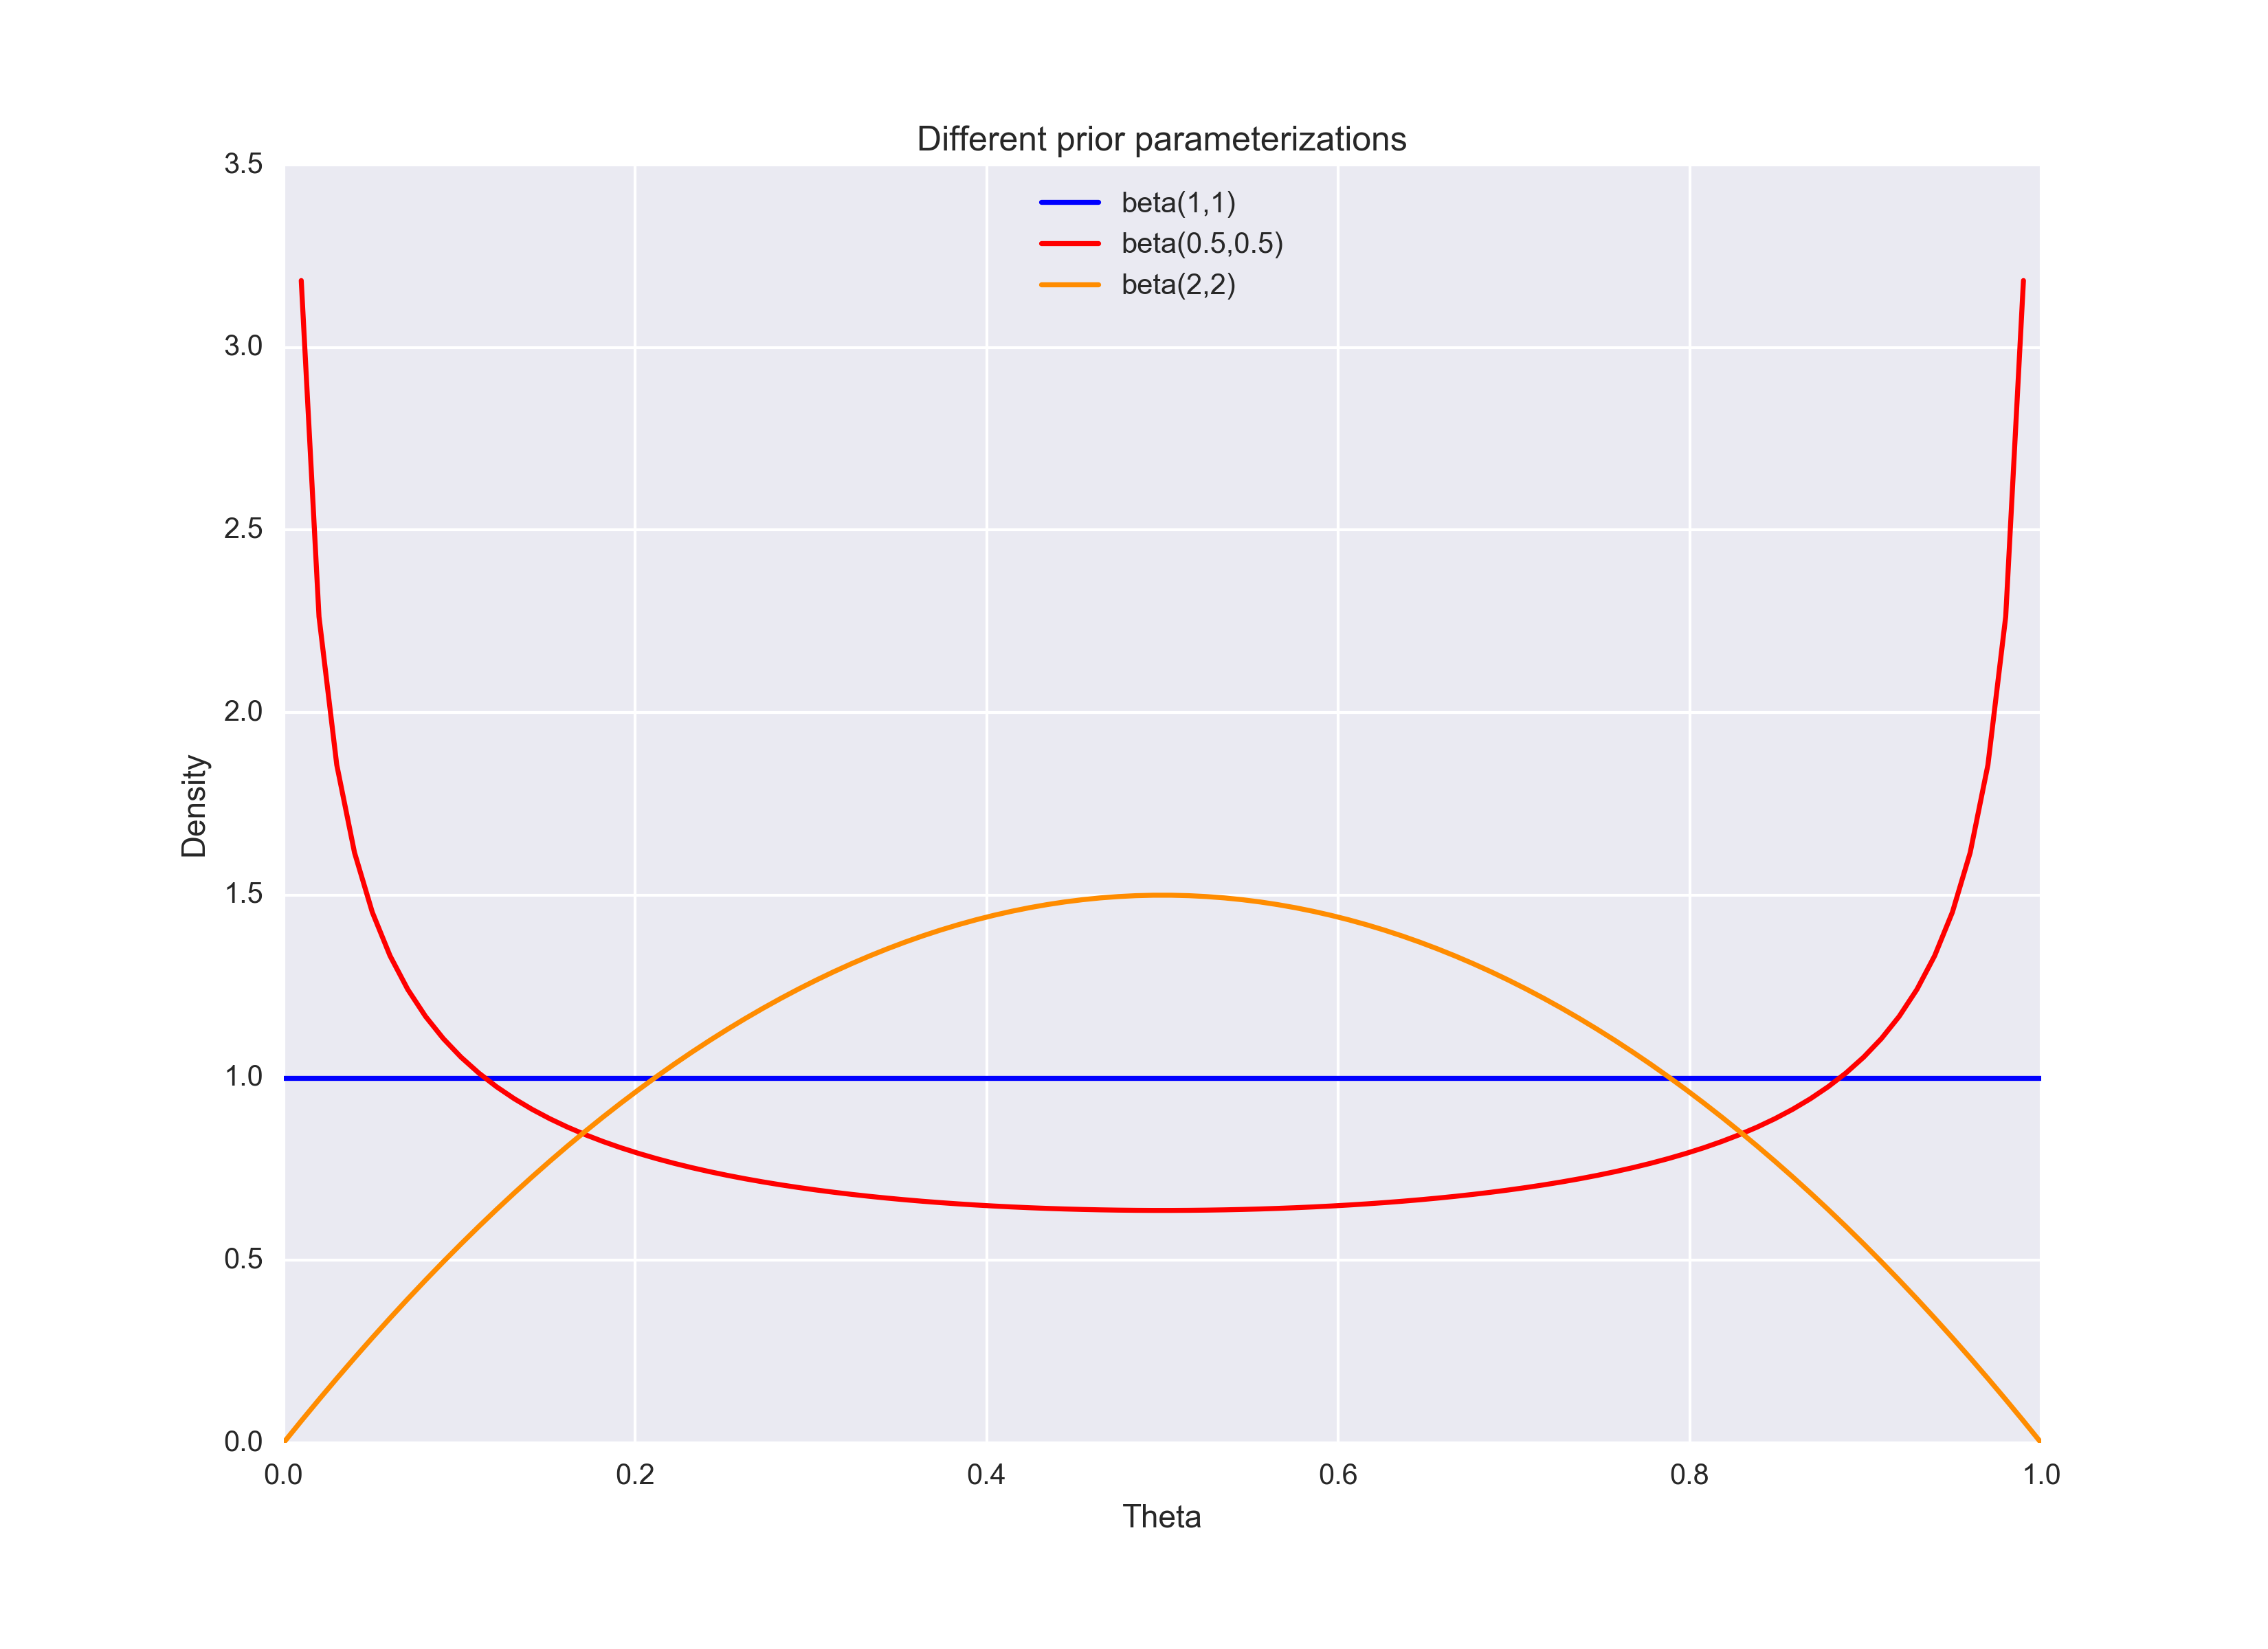 Different prior parameterizations
beta(1,1)
beta(0.5,0.5)
beta(2,2)
3.5
3.0
2.5
2.0
1.5
1.0
0.5
0.0
Density
0.0 0.2 0.4 0.6 0.8 1.0
Theta